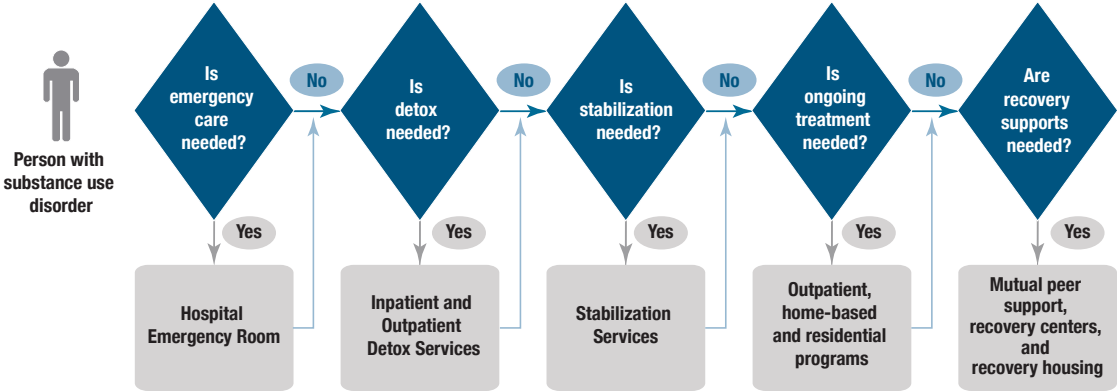 Person with
substance use
disorder
Is
emergency
care
needed?
No
Is
detox
needed?
No
Is
stabilization
needed?
No
Is
ongoing
treatment
needed?
No
Are
recovery
supports
needed?
Yes
Yes
Yes
Yes
Yes
Hospital
Emergency Room
Inpatient and
Outpatient
Detox Services
Stabilization
Services
Outpatient,
home-based
and residential
programs
Mutual peer
support,
recovery centers,
and
recovery housing